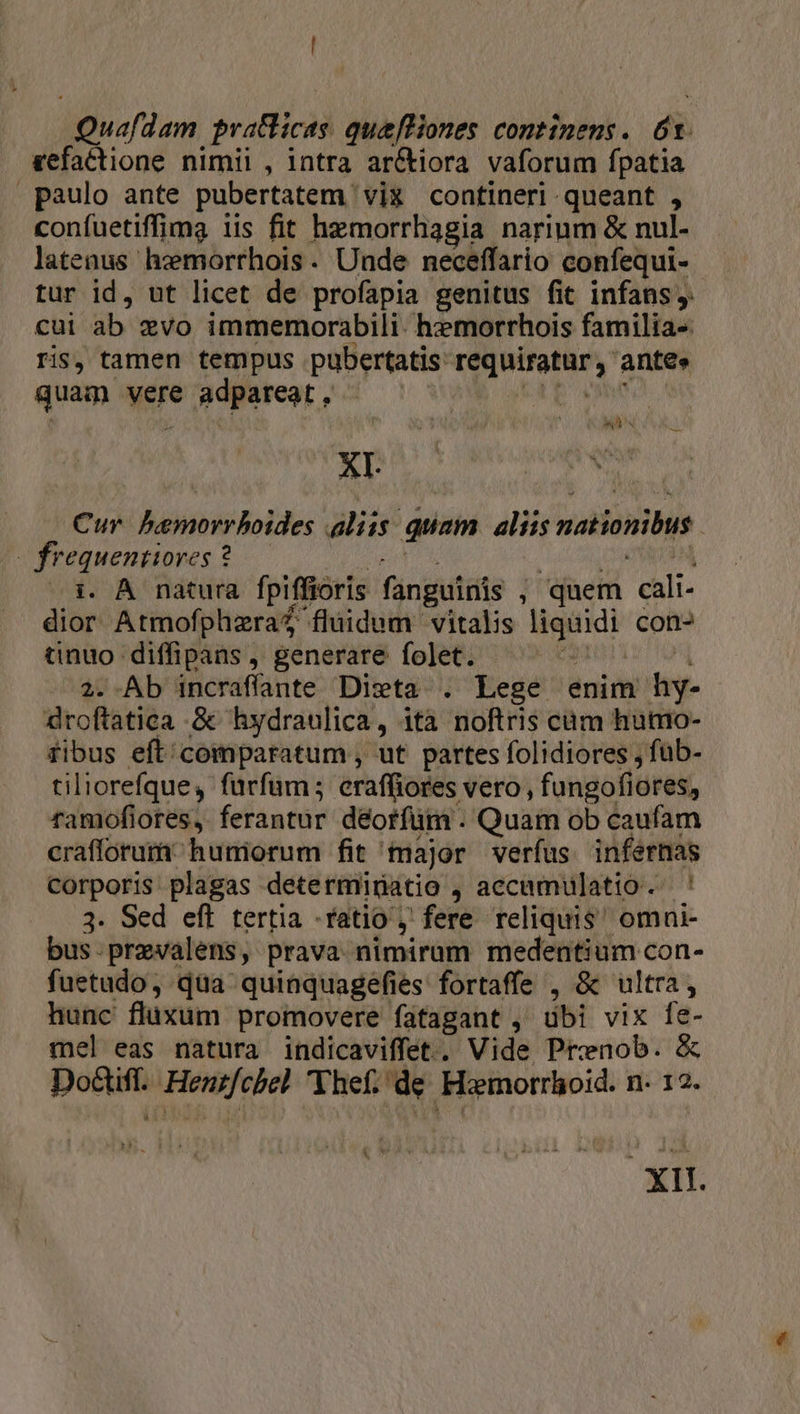 Quaſdam practicas quæſtiones continens. 61
refactione nimii, intra arctiora vaſorum ſpatia
paulo ante pubertatem vix contineri queant,
conſuetiſſima iis fit hæmorrhagia narium & nul-
latenus hæmorrhois. Unde neceſſario conſequi-
tur id, ut licet de proſapia genitus ſit infans,
cui ab ævo immemorabili hæmorrhois familia-
ris, tamen tempus pubertatis requiratur, ante-
quam vere adpareat.
XI.
Cur hæmorrhoides aliis quam aliis nationibus
frequentiores?
1. A natura ſpiſſioris ſanguinis, quem cali-
dior Atmoſphæra, fluidum vitalis liquidi con-
tinuo diſſipans, generare ſolet.
2. Ab incraſſante Diæta. Lege enim hy-
droſtatica & hydraulica, ita noſtris cum humo-
ribus eſt comparatum, ut partes ſolidiores, ſub-
tilioreſque, ſurſum; craſſiores vero, fungoſiores,
ramoſiores, ferantur deorſum. Quam ob cauſam
craſſorum humorum fit major verſus infernas
corporis plagas determinatio, accumulatio.
3. Sed eſt tertia ratio, fere reliquis omni-
bus prævalens, prava nimirum medentium con-
ſuetudo, qua quinquageſies fortaſſe, & ultra,
hunc fluxum promovere ſatagant, ubi vix ſe-
mel eas natura indicaviſſet. Vide Prænob. &
Doctiſſ. Hentſchel Theſ. de Hæmorrhoid. n. 12.
XII.